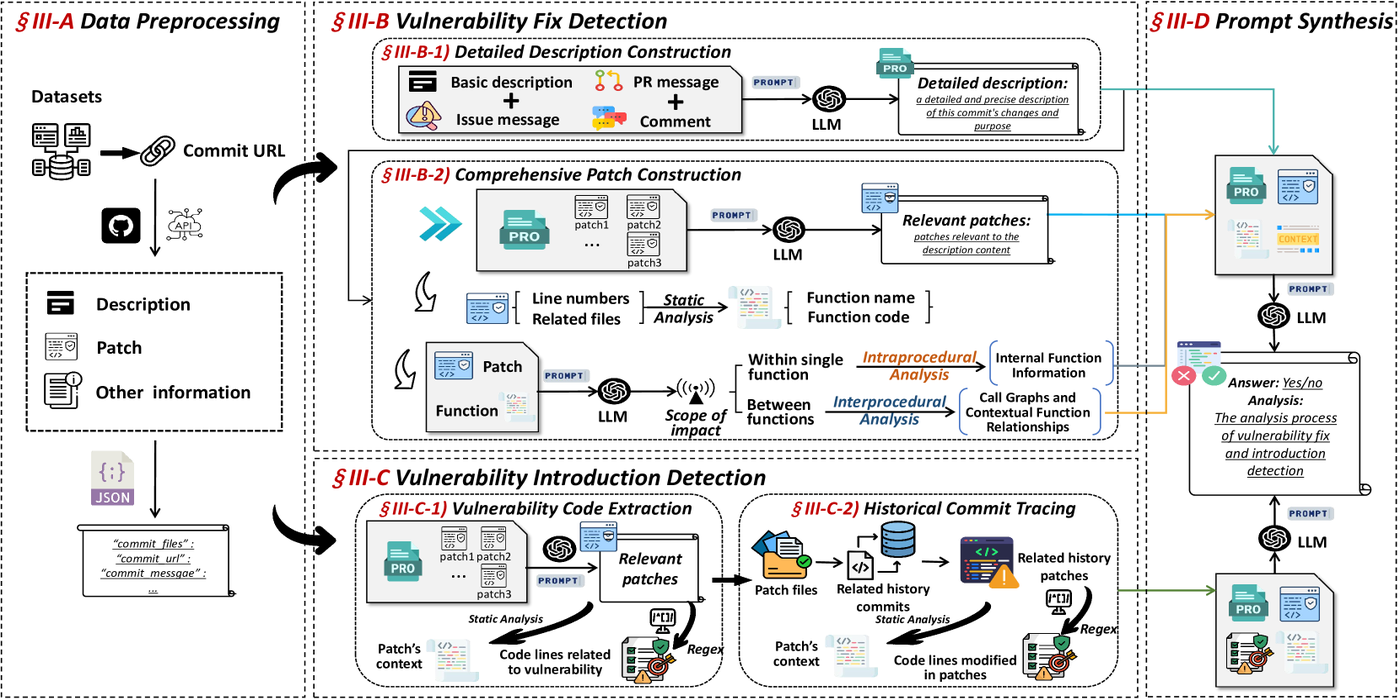 §III-A Data Preprocessing
Datasets
Commit URL
API
Description
Patch
Other information
{;}
JSON
"commit_files" :
"commit_url" :
"commit_messgae" :
...
§III-B Vulnerability Fix Detection
§III-B-1) Detailed Description Construction
Basic description
+
Issue message
PR message
+
Comment
PROMPT
LLM
PRO
Detailed description:
a detailed and precise description
of this commit's changes and
purpose
§III-B-2) Comprehensive Patch Construction
PRO
patch1
patch2
...
patch3
PROMPT
LLM
Relevant patches:
patches relevant to the
description content
Line numbers
Related files
Static
Analysis
Function name
Function code
Patch
Function
PROMPT
LLM
Scope of
impact
Within single
function
Intraprocedural
Analysis
Internal Function
Information
Between
functions
Interprocedural
Analysis
Call Graphs and
Contextual Function
Relationships
§III-C Vulnerability Introduction Detection
§III-C-1) Vulnerability Code Extraction
PRO
patch1
patch2
...
patch3
PROMPT
Relevant
patches
Static Analysis
Patch's
context
Code lines related
to vulnerability
Regex
§III-C-2) Historical Commit Tracing
Patch files
Related history
commits
Related history
patches
Static Analysis
Patch's
context
Code lines modified
in patches
Regex
§III-D Prompt Synthesis
PRO
CONTEXT
PROMPT
LLM
Answer: Yes/no
Analysis:
The analysis process
of vulnerability fix
and introduction
detection
PROMPT
LLM
PRO